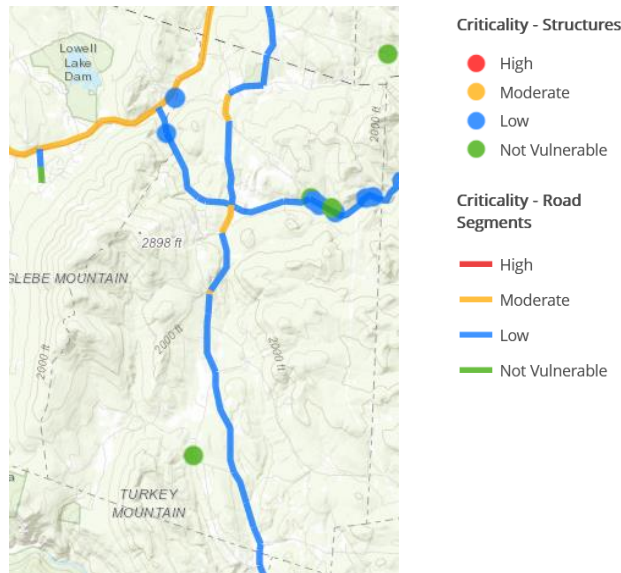 Lowell
Lake
Dam
2000 ft
2898 ft
GLEBE MOUNTAIN
2000 ft
2000 ft
2000 ft
TURKEY
MOUNTAIN
a
Criticality - Structures
High
Moderate
Low
Not Vulnerable
Criticality - Road
Segments
High
Moderate
Low
Not Vulnerable